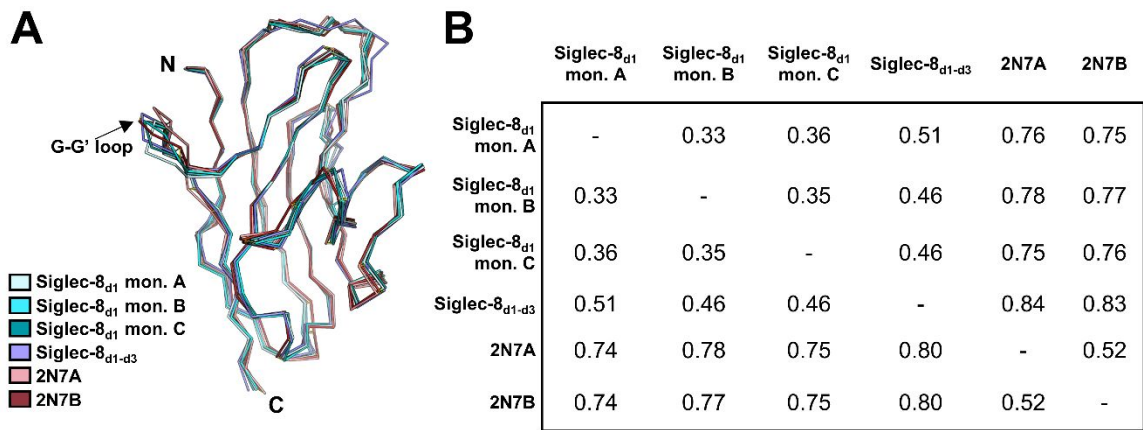 A
N
G-G' loop
Siglec-8d1 mon. A
Siglec-8d1 mon. B
Siglec-8d1 mon. C
Siglec-8d1-d3
2N7A
2N7B
C
B
Siglec-8d1 mon. A Siglec-8d1 mon. B Siglec-8d1 mon. C Siglec-8d1-d3 2N7A 2N7B
Siglec-8d1 mon. A - 0.33 0.36 0.51 0.76 0.75
Siglec-8d1 mon. B 0.33 - 0.35 0.46 0.78 0.77
Siglec-8d1 mon. C 0.36 0.35 - 0.46 0.75 0.76
Siglec-8d1-d3 0.51 0.46 0.46 - 0.84 0.83
2N7A 0.74 0.78 0.75 0.80 - 0.52
2N7B 0.74 0.77 0.75 0.80 0.52 -